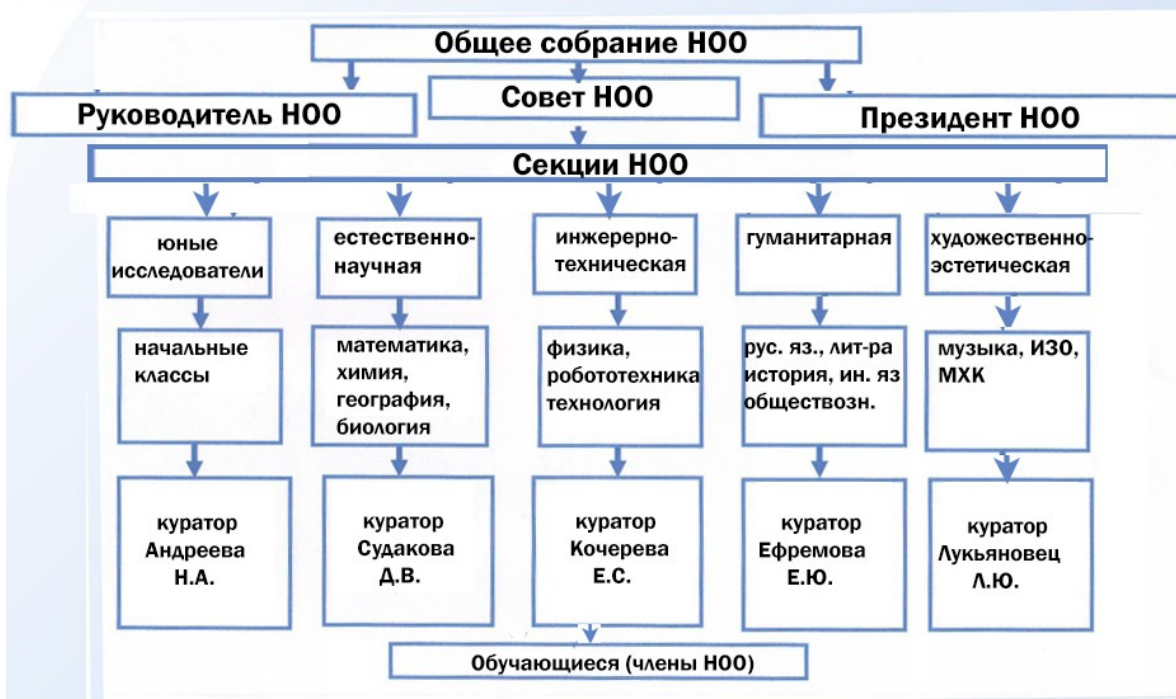 Общее собрание НОО
Руководитель НОО
Совет НОО
Президент НОО
Секции НОО
юные
исследователи
естественно-
научная
инжерерно-
техническая
гуманитарная
художественно-
эстетическая
начальные
классы
математика,
химия,
география,
биология
физика,
робототехника
технология
рус. яз., лит-ра
история, ин. яз
обществозн.
музыка, ИЗО,
МХК
куратор
Андреева
Н.А.
куратор
Судакова
Д.В.
куратор
Кочерева
Е.С.
куратор
Ефремова
Е.Ю.
куратор
Лукьяновец
Л.Ю.
Обучающиеся (члены НОО)